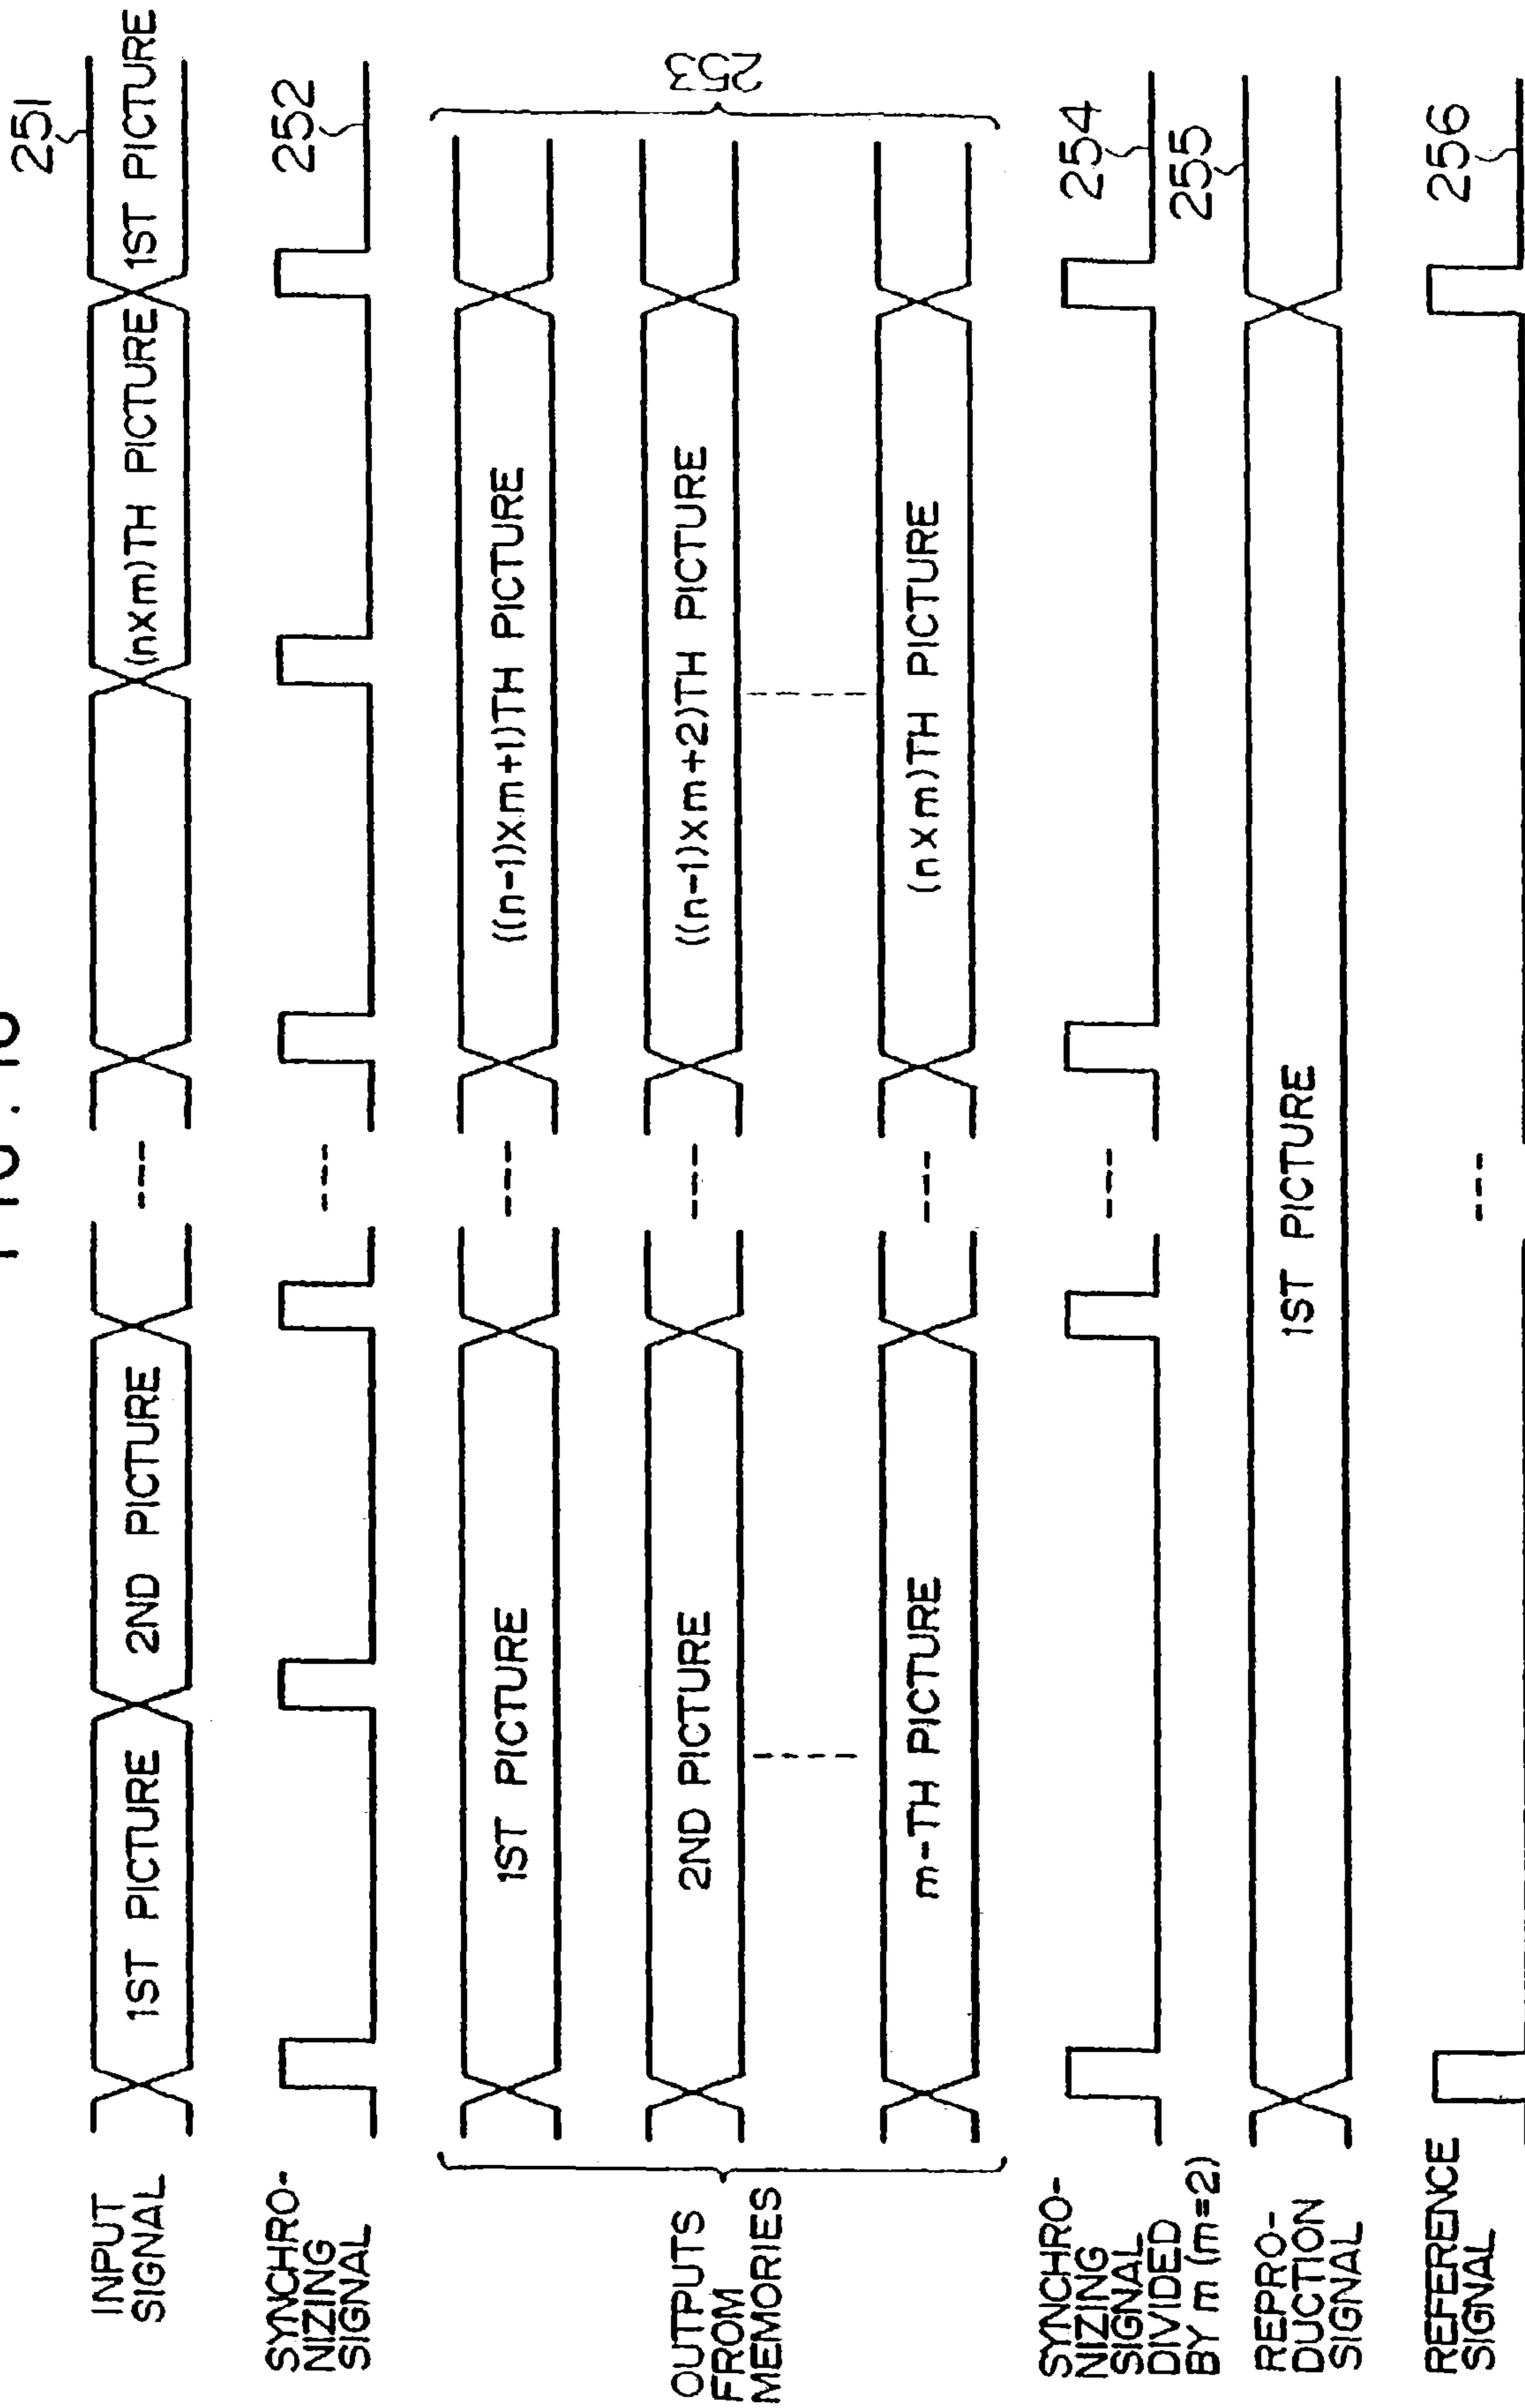 251
INPUT
SIGNAL
1ST PICTURE
2ND PICTURE
---
(n×m)TH PICTURE
1ST PICTURE
252
SYNCHRO-
NIZING
SIGNAL
---
OUTPUTS
FROM
MEMORIES
1ST PICTURE
---
((n-1)×m+1)TH PICTURE
2ND PICTURE
---
((n-1)×m+2)TH PICTURE
m-TH PICTURE
---
(n×m)TH PICTURE
253
SYNCHRO-
NIZING
SIGNAL
DIVIDED
BY m (m=2)
---
254
REPRO-
DUCTION
SIGNAL
1ST PICTURE
255
REFERENCE
SIGNAL
---
256